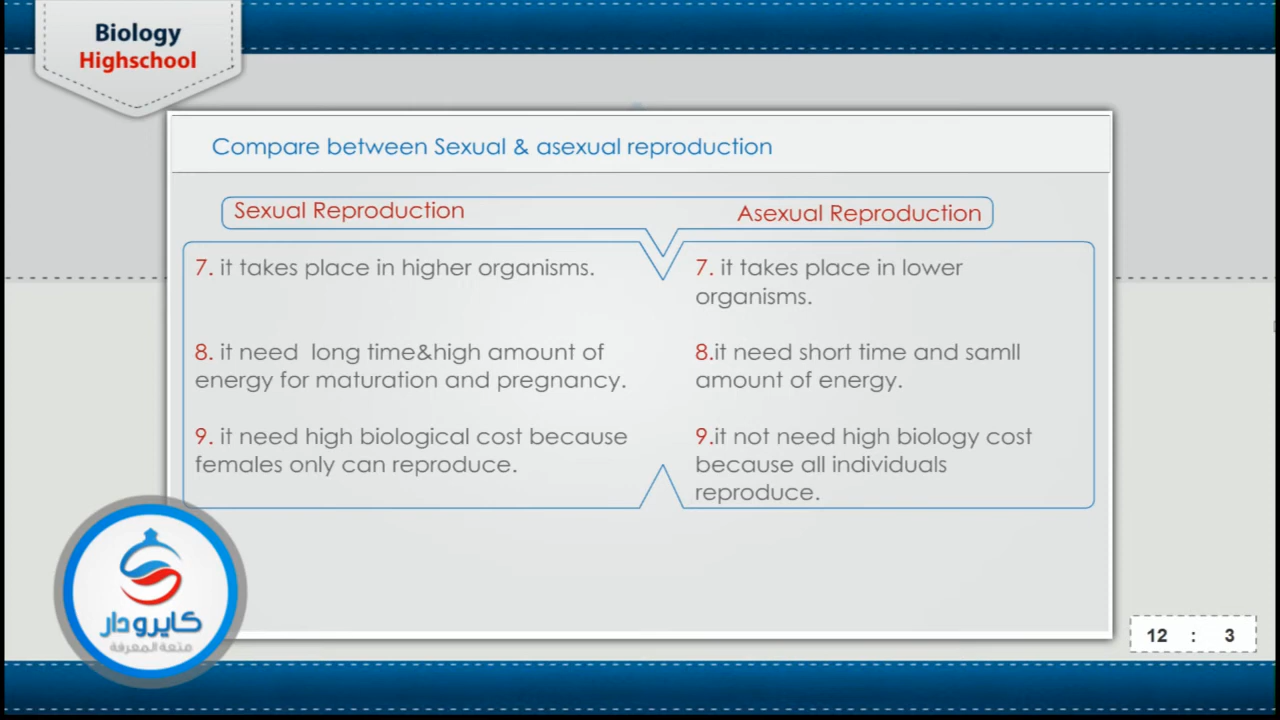 Biology
Highschool
Compare between Sexual & asexual reproduction
Sexual Reproduction
Asexual Reproduction
7. it takes place in higher organisms.
8. it need long time&high amount of
energy for maturation and pregnancy.
9. it need high biological cost because
females only can reproduce.
7. it takes place in lower
organisms.
8.it need short time and samll
amount of energy.
9.it not need high biology cost
because all individuals
reproduce.
كايرودار
متعة المعرفة
12 : 3